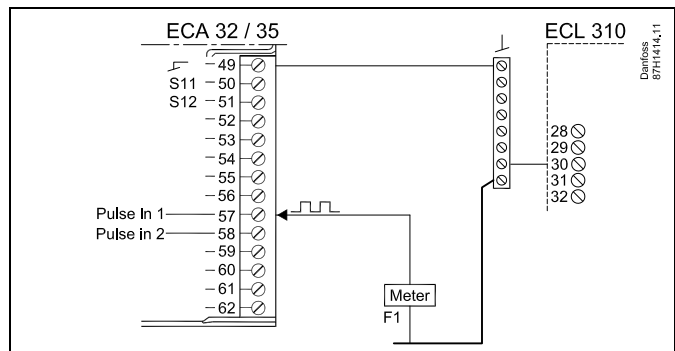 ECA 32 / 35
ECL 310
Danfoss
87H1414.11
49
S11 50
S12 51
52
53
54
55
56
Pulse In 1 57
Pulse in 2 58
59
60
61
62
28
29
30
31
32
Meter
F1